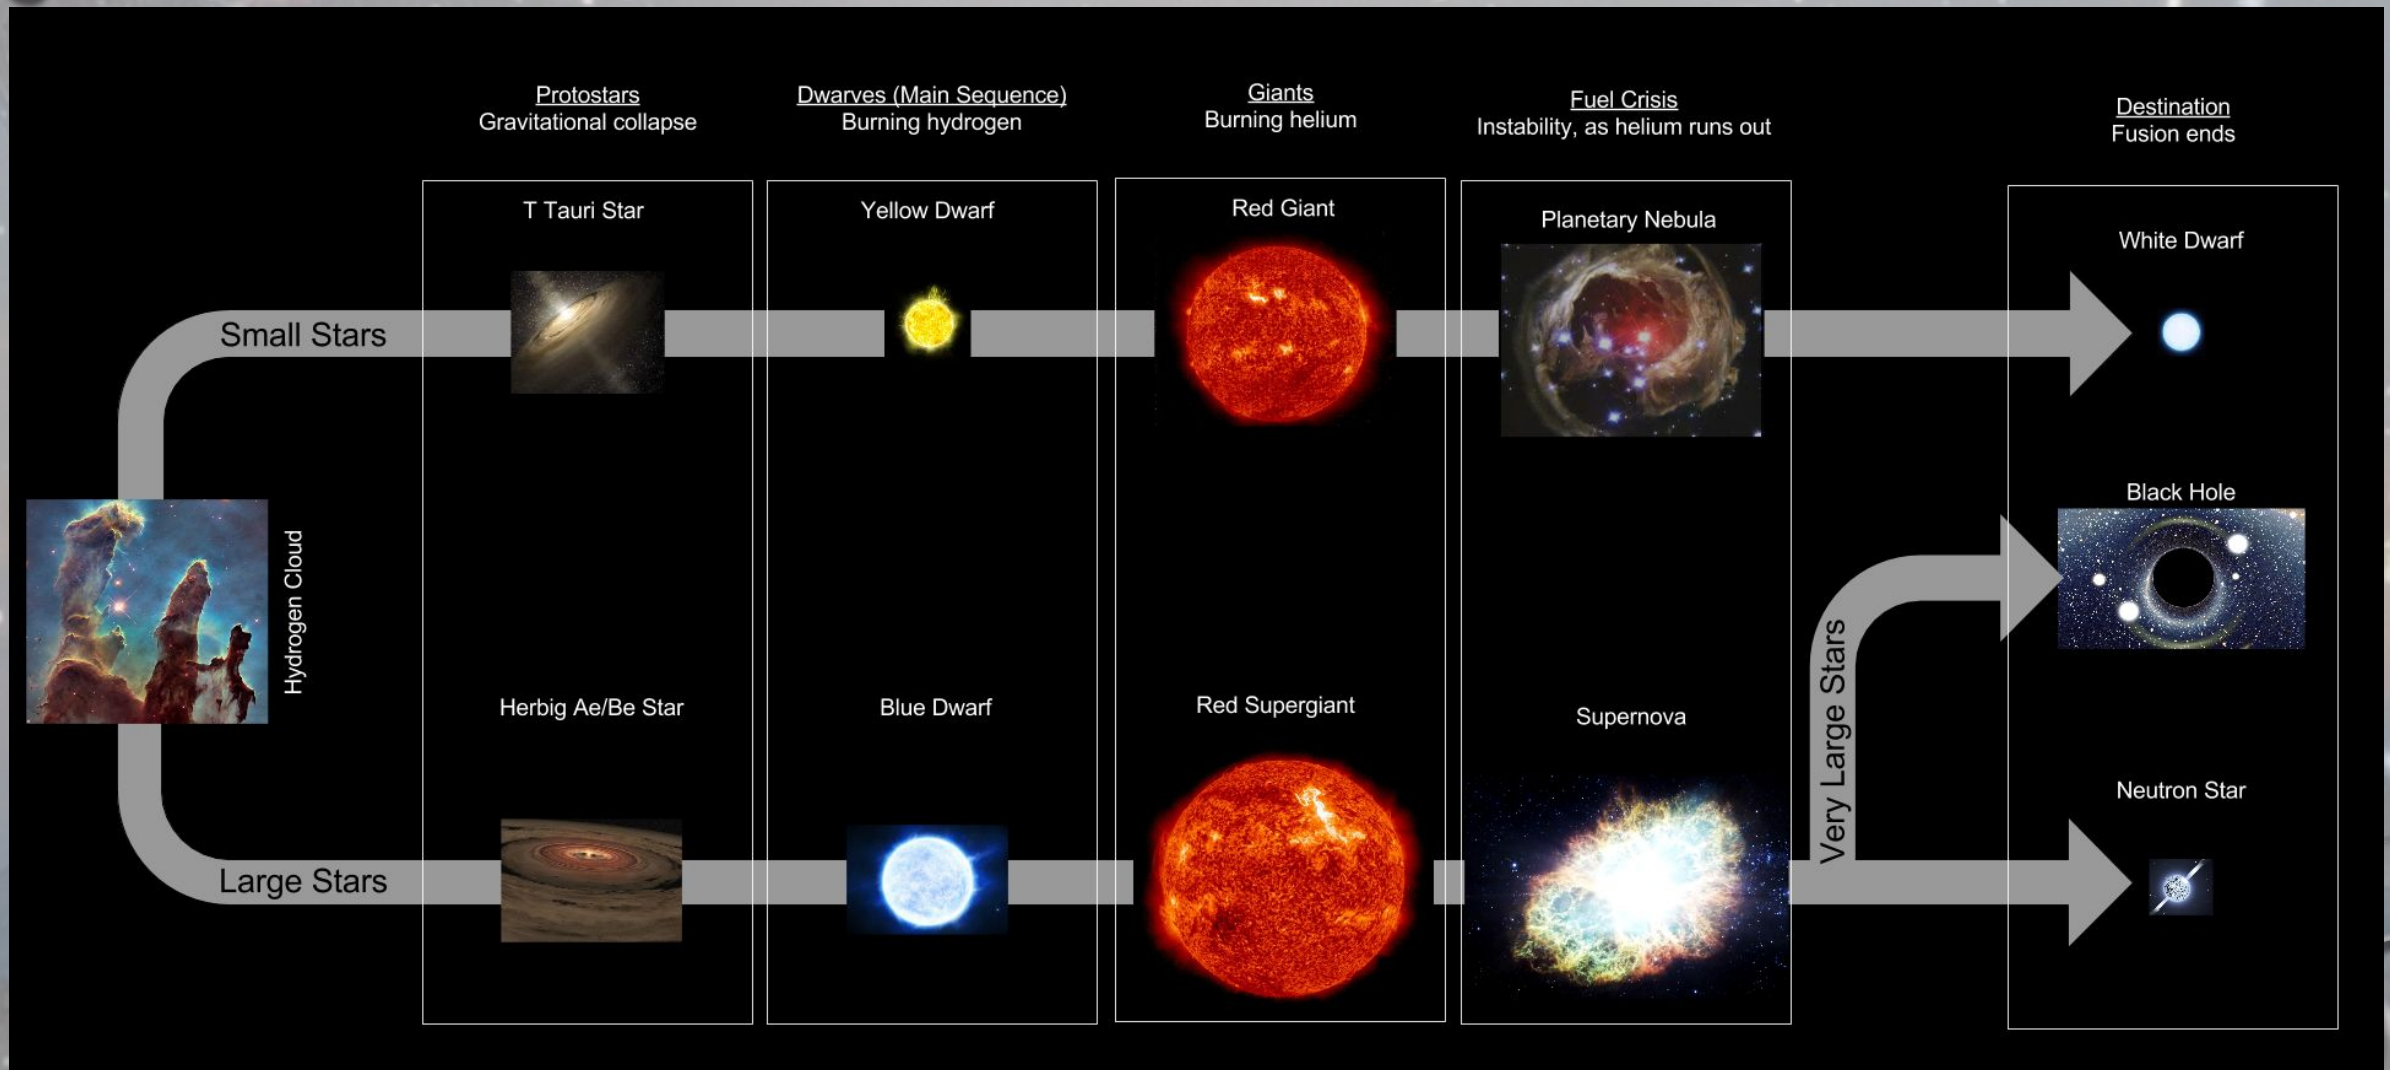 Protostars
Gravitational collapse
Dwarves (Main Sequence)
Burning hydrogen
Giants
Burning helium
Fuel Crisis
Instability, as helium runs out
Destination
Fusion ends
T Tauri Star
Yellow Dwarf
Red Giant
Planetary Nebula
White Dwarf
Small Stars
Black Hole
Hydrogen Cloud
Herbig Ae/Be Star
Blue Dwarf
Red Supergiant
Supernova
Very Large Stars
Neutron Star
Large Stars